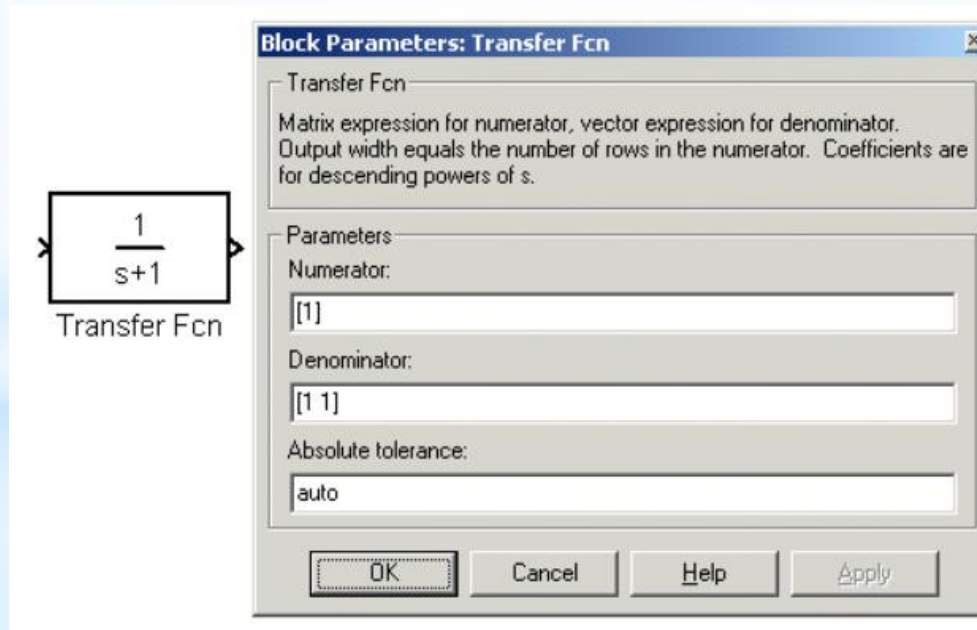 1
s+1
Transfer Fcn
Block Parameters: Transfer Fcn
Transfer Fcn
Matrix expression for numerator, vector expression for denominator.
Output width equals the number of rows in the numerator.  Coefficients are
for descending powers of s.
Parameters
Numerator:
[1]
Denominator:
[1 1]
Absolute tolerance:
auto
OK
Cancel
Help
Apply